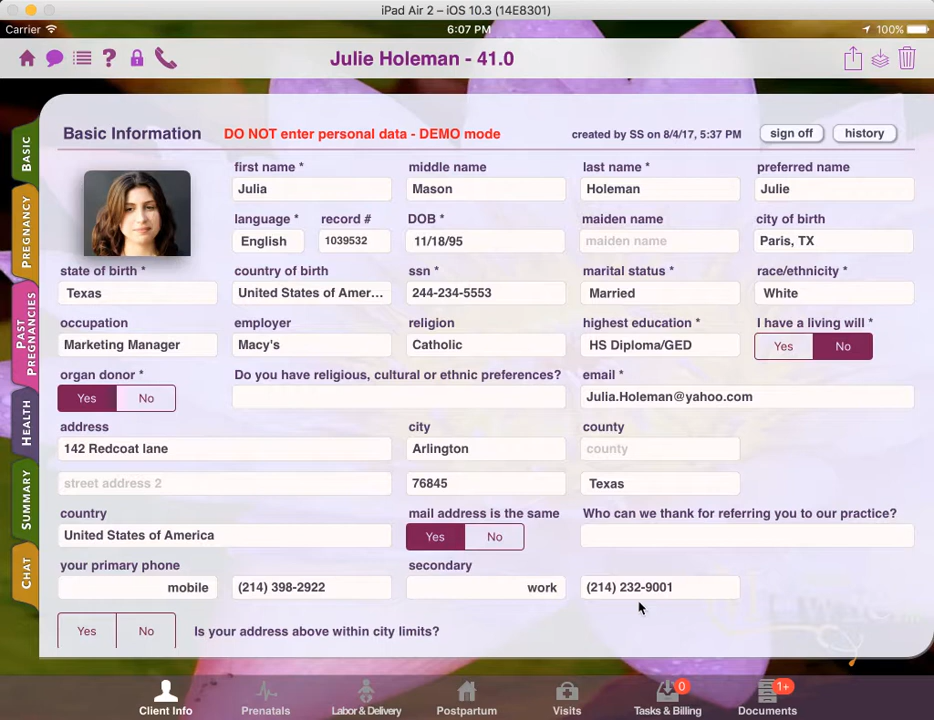 iPad Air 2 – iOS 10.3 (14E8301)
Carrier 6:07 PM 100%
Julie Holeman - 41.0
Basic Information DO NOT enter personal data - DEMO mode created by SS on 8/4/17, 5:37 PM sign off history
first name * middle name last name * preferred name
Julia Mason Holeman Julie
language * record # DOB * maiden name city of birth
English 1039532 11/18/95 maiden name Paris, TX
state of birth * country of birth ssn * marital status * race/ethnicity *
Texas United States of Amer... 244-234-5553 Married White
occupation employer religion highest education * I have a living will *
Marketing Manager Macy's Catholic HS Diploma/GED Yes No
organ donor * Do you have religious, cultural or ethnic preferences? email *
Yes No Julia.Holeman@yahoo.com
address city county
142 Redcoat lane Arlington county
street address 2 76845 Texas
country mail address is the same Who can we thank for referring you to our practice?
United States of America Yes No
your primary phone secondary
mobile (214) 398-2922 work (214) 232-9001
Yes No Is your address above within city limits?
BASIC
PREGNANCY
PAST PREGNANCIES
HEALTH
SUMMARY
CHAT
0 1+
Client Info Prenatals Labor & Delivery Postpartum Visits Tasks & Billing Documents